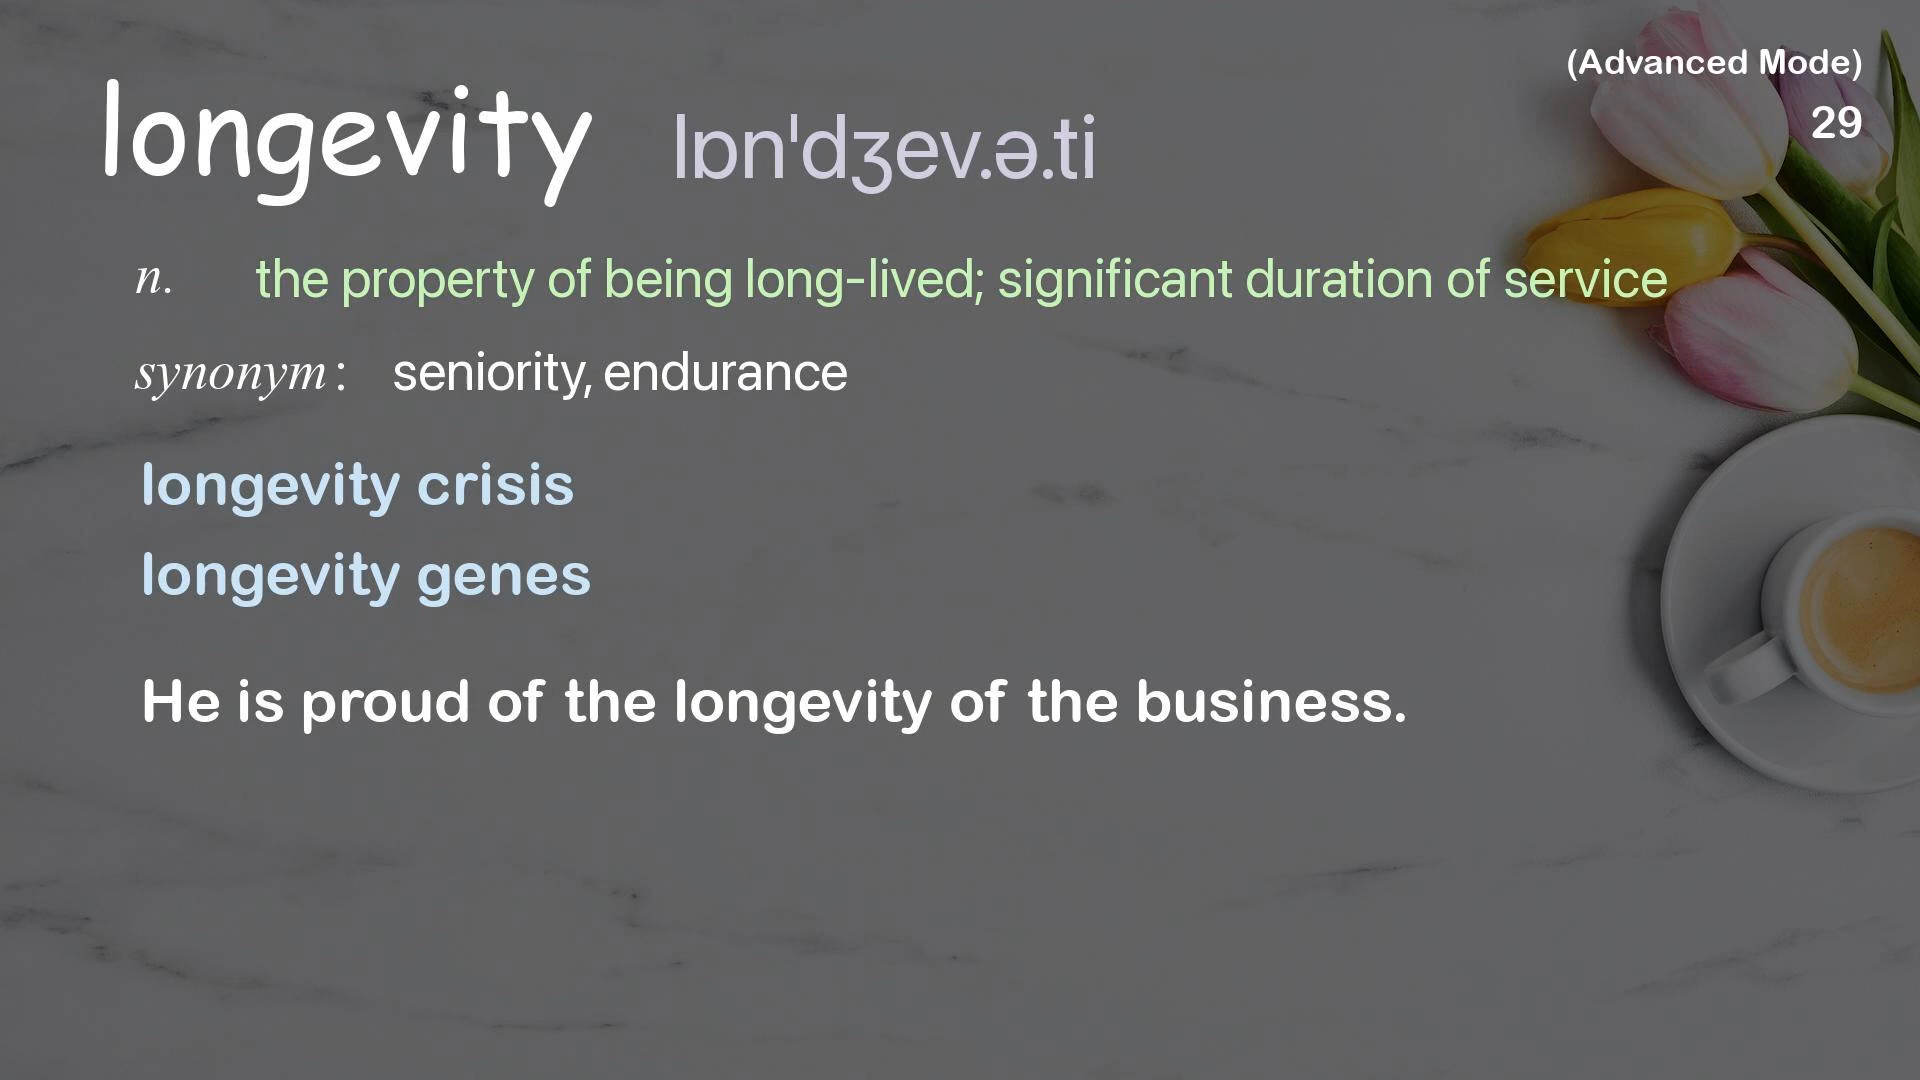 (Advanced Mode)
29
longevity lɒnˈdʒev.ə.ti
n. the property of being long-lived; significant duration of service
synonym : seniority, endurance
longevity crisis
longevity genes
He is proud of the longevity of the business.